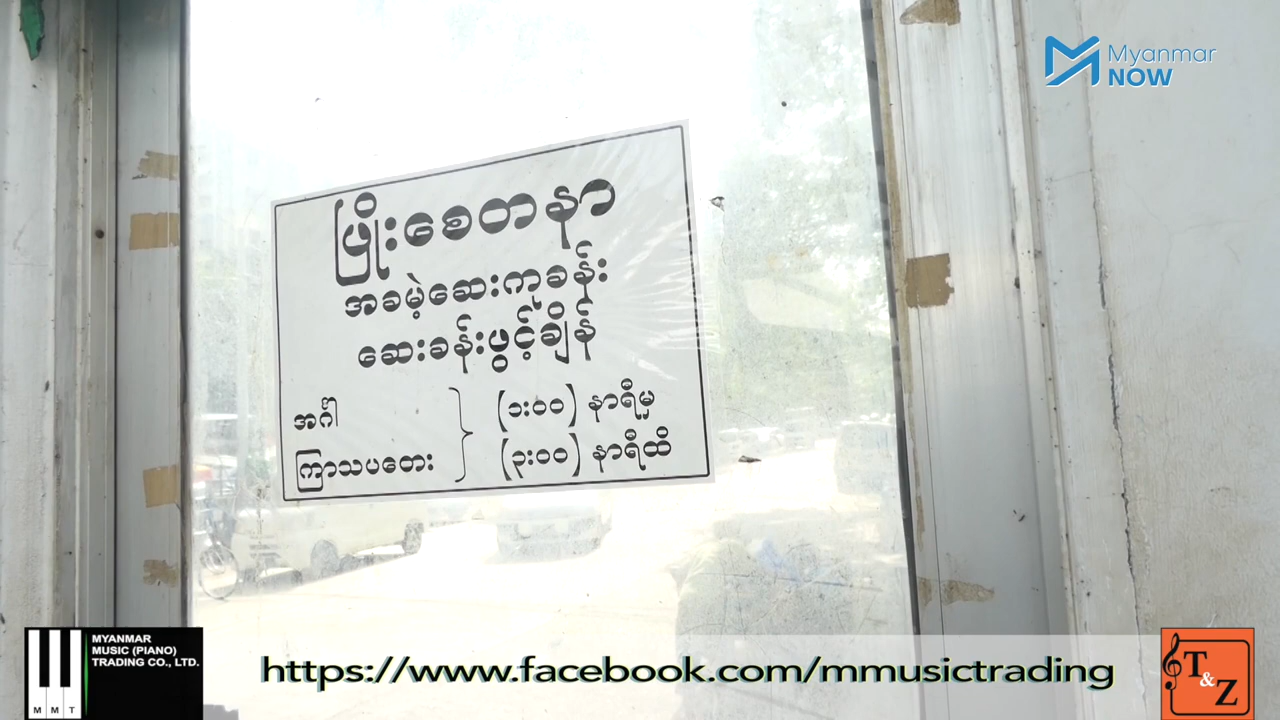 Myanmar
NOW
ဖြိုးစေတနာ
အခမဲ့ဆေးကုခန်း
ဆေးခန်းဖွင့်ချိန်
အင်္ဂါ
ကြာသပတေး
(၁း၀၀) နာရီမှ
(၃း၀၀) နာရီထိ
MYANMAR
MUSIC (PIANO)
TRADING CO., LTD.
M M T
https://www.facebook.com/mmusictrading
T&Z